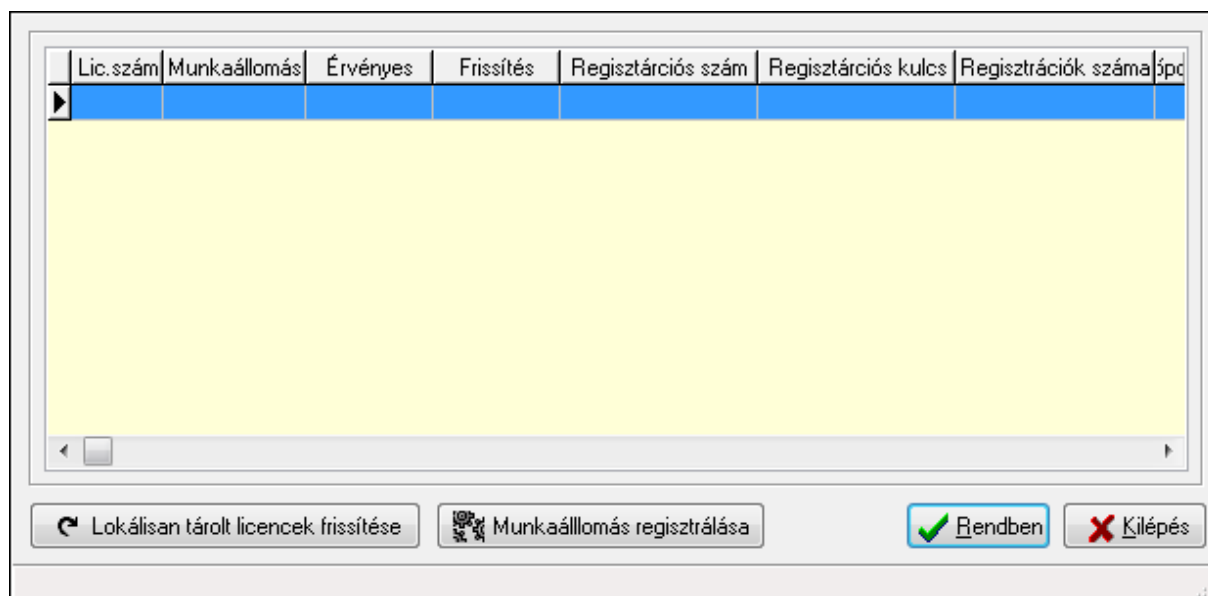 Lic.szám Munkaállomás Érvényes Frissítés Regisztárciós szám Regisztárciós kulcs Regisztrációk száma
Lokálisan tárolt licencek frissítése Munkaálllomás regisztrálása Rendben Kilépés